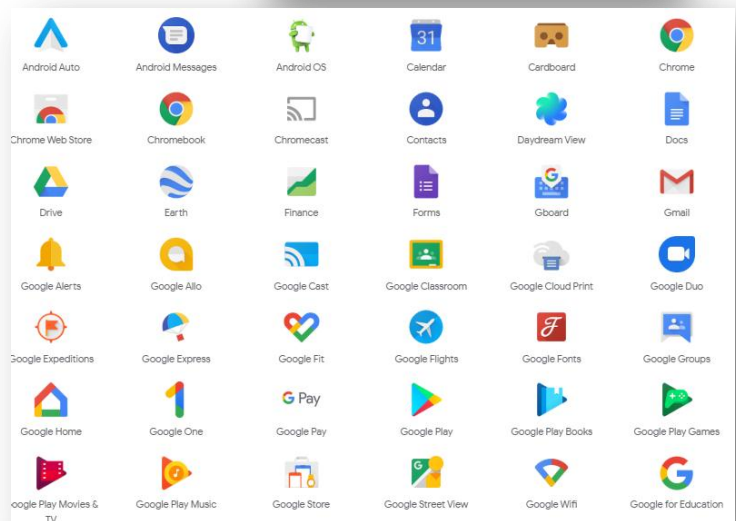 Android Auto
Android Messages
Android OS
31
Calendar
Cardboard
Chrome
Chrome Web Store
Chromebook
Chromecast
Contacts
Daydream View
Docs
Drive
Earth
Finance
Forms
G
Gboard
Gmail
Google Alerts
Google Allo
Google Cast
Google Classroom
Google Cloud Print
Google Duo
Google Expeditions
Google Express
Google Fit
Google Flights
F
Google Fonts
Google Groups
Google Home
1
Google One
G Pay
Google Pay
Google Play
Google Play Books
Google Play Games
oogle Play Movies &
TV
Google Play Music
Google Store
G
Google Street View
Google Wifi
G
Google for Education